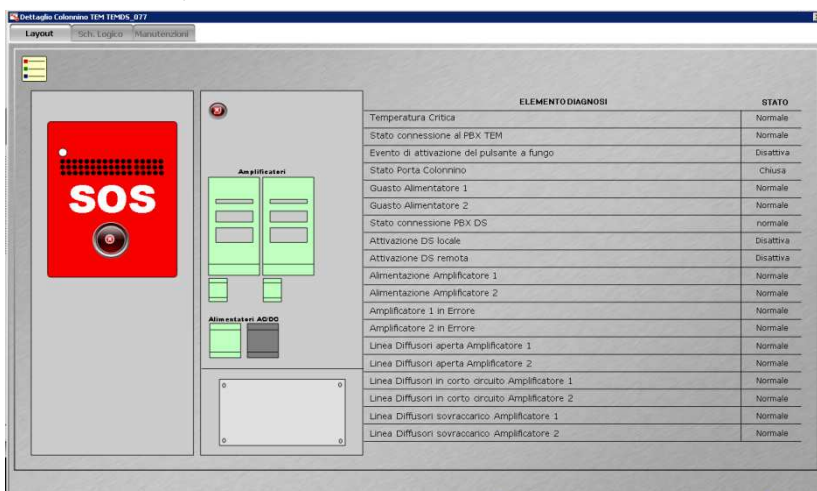 Dettaglio Colonnino TEM TEMDS_077
Layout Sch. Logico Manutenzioni
ELEMENTO DIAGNOSI STATO
Temperatura Critica Normale
Stato connessione al PBX TEM Normale
Evento di attivazione del pulsante a fungo Disattiva
Stato Porta Colonnino Chiusa
Guasto Alimentatore 1 Normale
Guasto Alimentatore 2 Normale
Stato connessione PBX DS normale
Attivazione DS locale Disattiva
Attivazione DS remota Disattiva
Alimentazione Amplificatore 1 Normale
Alimentazione Amplificatore 2 Normale
Amplificatore 1 in Errore Normale
Amplificatore 2 in Errore Normale
Linea Diffusori aperta Amplificatore 1 Normale
Linea Diffusori aperta Amplificatore 2 Normale
Linea Diffusori in corto circuito Amplificatore 1 Normale
Linea Diffusori in corto circuito Amplificatore 2 Normale
Linea Diffusori sovraccarico Amplificatore 1 Normale
Linea Diffusori sovraccarico Amplificatore 2 Normale
SOS
Amplificatori
Alimentatori AC/DC